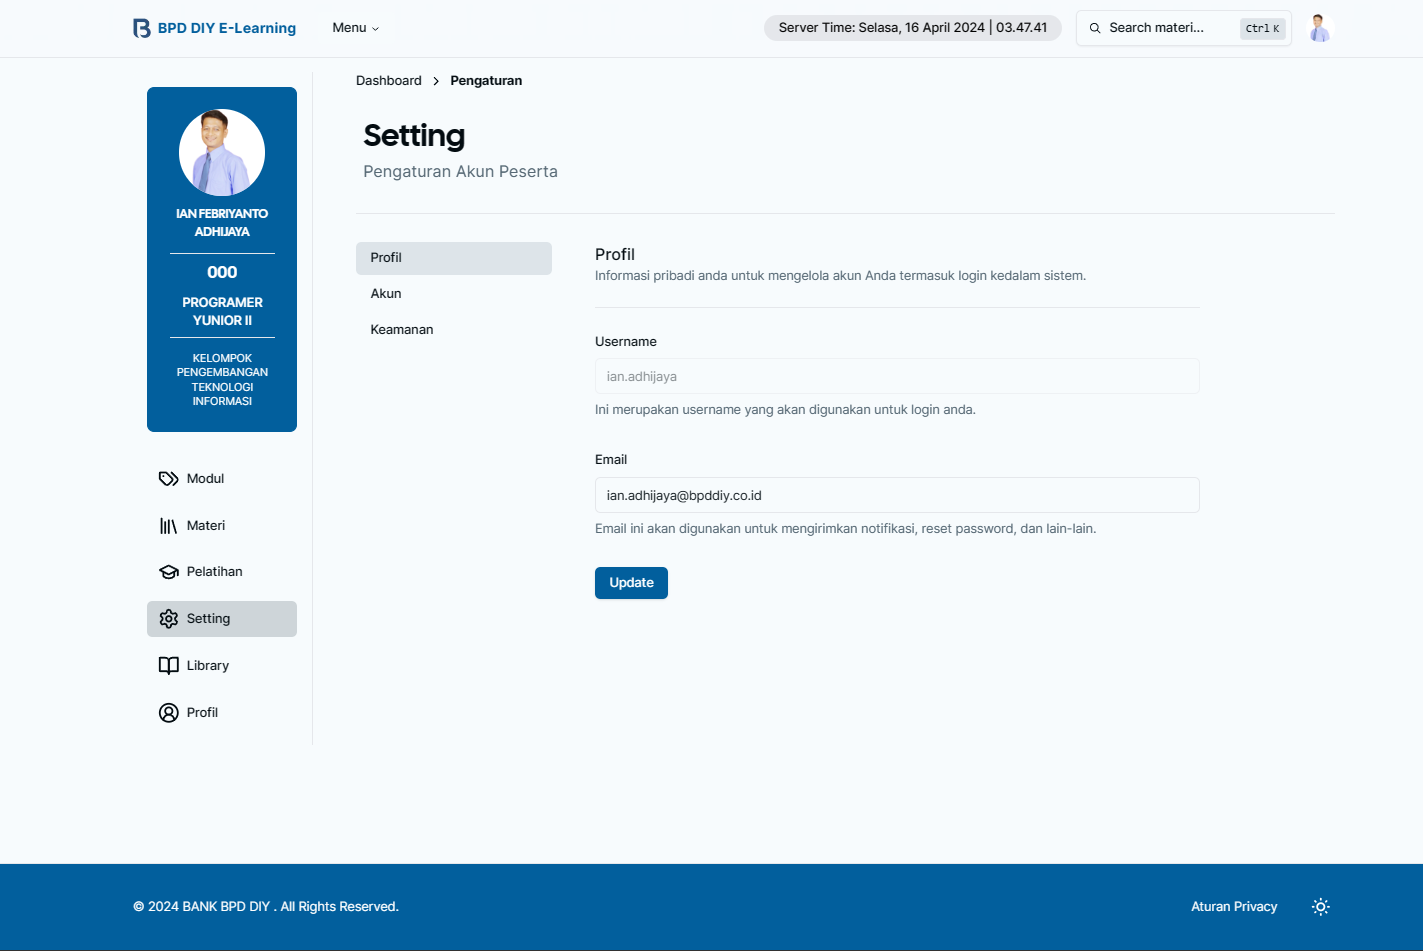 BPD DIY E-Learning
Menu
Server Time: Selasa, 16 April 2024 | 03.47.41
Search materi...
Ctrl K
Dashboard > Pengaturan
IAN FEBRIYANTO
ADHIJAYA
000
PROGRAMER
YUNIOR II
KELOMPOK
PENGEMBANGAN
TEKNOLOGI
INFORMASI
Modul
Materi
Pelatihan
Setting
Library
Profil
Setting
Pengaturan Akun Peserta
Profil
Akun
Keamanan
Profil
Informasi pribadi anda untuk mengelola akun Anda termasuk login kedalam sistem.
Username
ian.adhijaya
Ini merupakan username yang akan digunakan untuk login anda.
Email
ian.adhijaya@bpddiy.co.id
Email ini akan digunakan untuk mengirimkan notifikasi, reset password, dan lain-lain.
Update
© 2024 BANK BPD DIY . All Rights Reserved.
Aturan Privacy